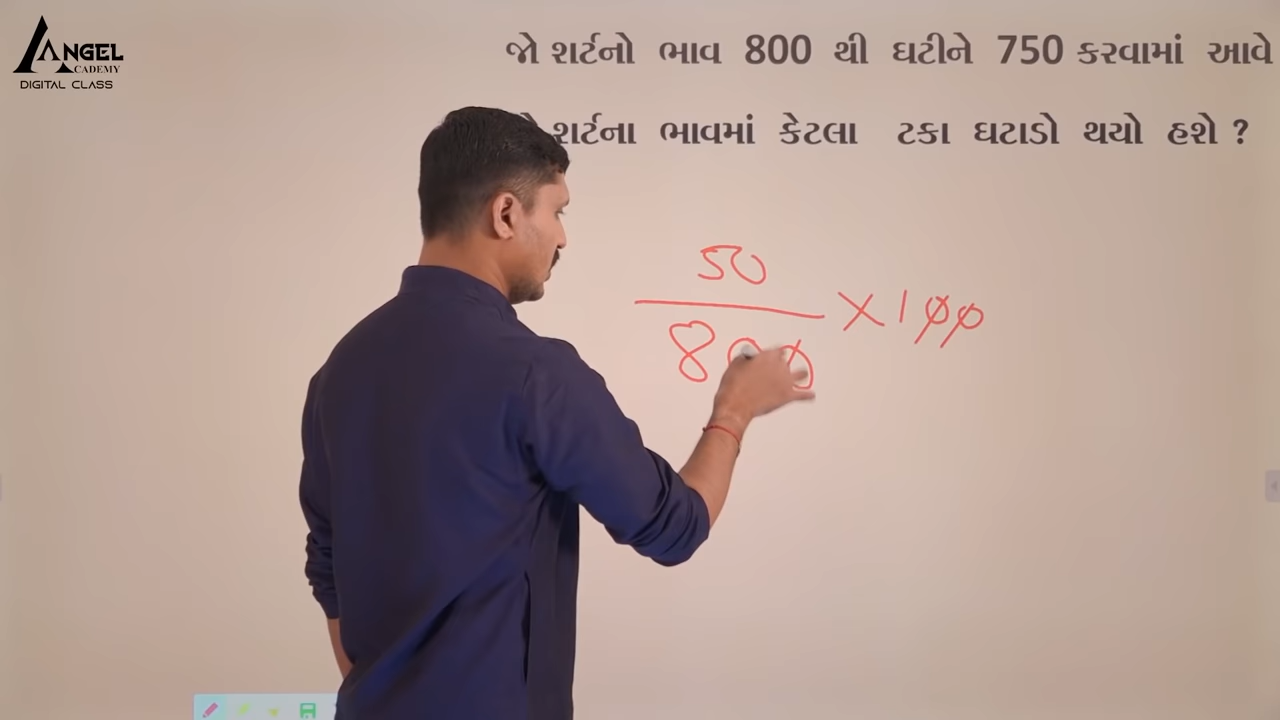 ANGEL
ACADEMY
DIGITAL CLASS
જો શર્ટનો ભાવ 800 થી ઘટીને 750 કરવામાં આવે
શર્ટના ભાવમાં કેટલા ટકા ઘટાડો થયો હશે ?
50
800 × 100